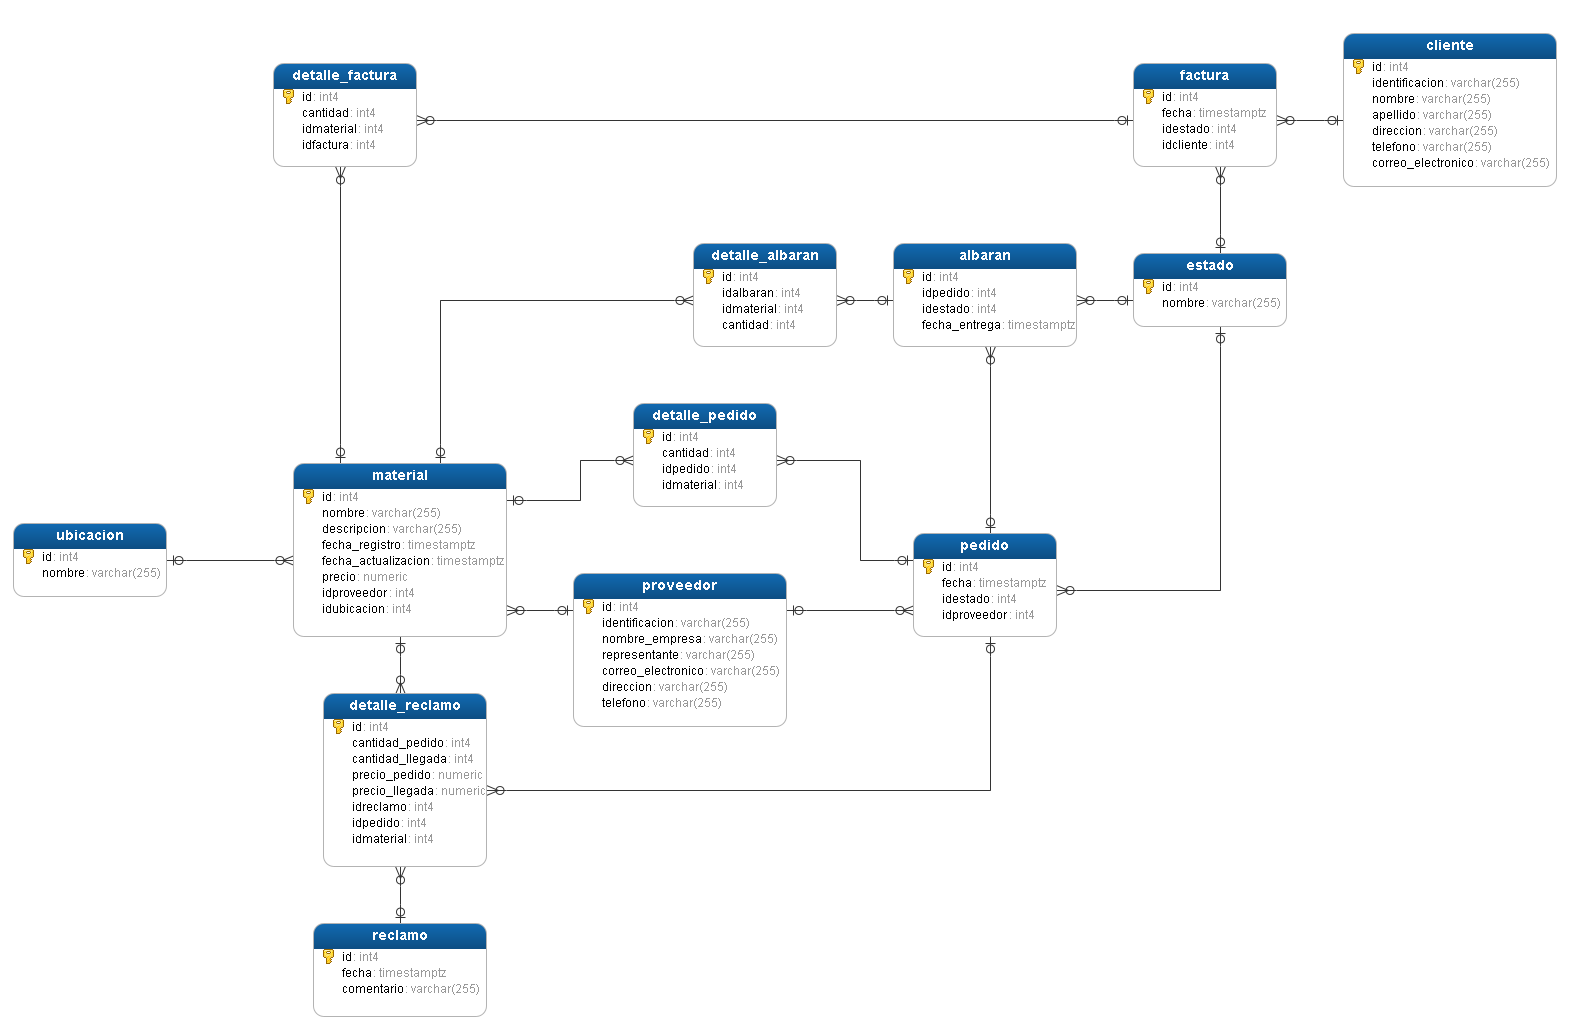 cliente
id: int4
identificacion: varchar(255)
nombre: varchar(255)
apellido: varchar(255)
direccion: varchar(255)
telefono: varchar(255)
correo_electronico: varchar(255)
detalle_factura
id: int4
cantidad: int4
idmaterial: int4
idfactura: int4
factura
id: int4
fecha: timestamptz
idestado: int4
idcliente: int4
detalle_albaran
id: int4
idalbaran: int4
idmaterial: int4
cantidad: int4
albaran
id: int4
idpedido: int4
idestado: int4
fecha_entrega: timestamptz
estado
id: int4
nombre: varchar(255)
detalle_pedido
id: int4
cantidad: int4
idpedido: int4
idmaterial: int4
material
id: int4
nombre: varchar(255)
descripcion: varchar(255)
fecha_registro: timestamptz
fecha_actualizacion: timestamptz
precio: numeric
idproveedor: int4
idubicacion: int4
ubicacion
id: int4
nombre: varchar(255)
proveedor
id: int4
identificacion: varchar(255)
nombre_empresa: varchar(255)
representante: varchar(255)
correo_electronico: varchar(255)
direccion: varchar(255)
telefono: varchar(255)
pedido
id: int4
fecha: timestamptz
idestado: int4
idproveedor: int4
detalle_reclamo
id: int4
cantidad_pedido: int4
cantidad_llegada: int4
precio_pedido: numeric
precio_llegada: numeric
idreclamo: int4
idpedido: int4
idmaterial: int4
reclamo
id: int4
fecha: timestamptz
comentario: varchar(255)